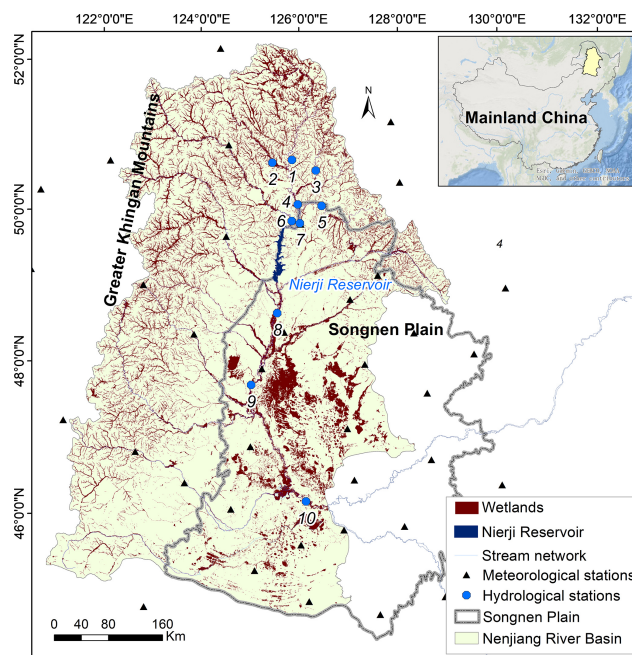 122°0'0"E 124°0'0"E 126°0'0"E 128°0'0"E 130°0'0"E 132°0'0"E
52°0'0"N
50°0'0"N
48°0'0"N
46°0'0"N
Mainland China
N
Greater Khingan Mountains
1
2
3
4
5
6
7
4
Nierji Reservoir
Songnen Plain
8
9
10
Wetlands
Nierji Reservoir
Stream network
Meteorological stations
Hydrological stations
Songnen Plain
Nenjiang River Basin
0 40 80 160
Km